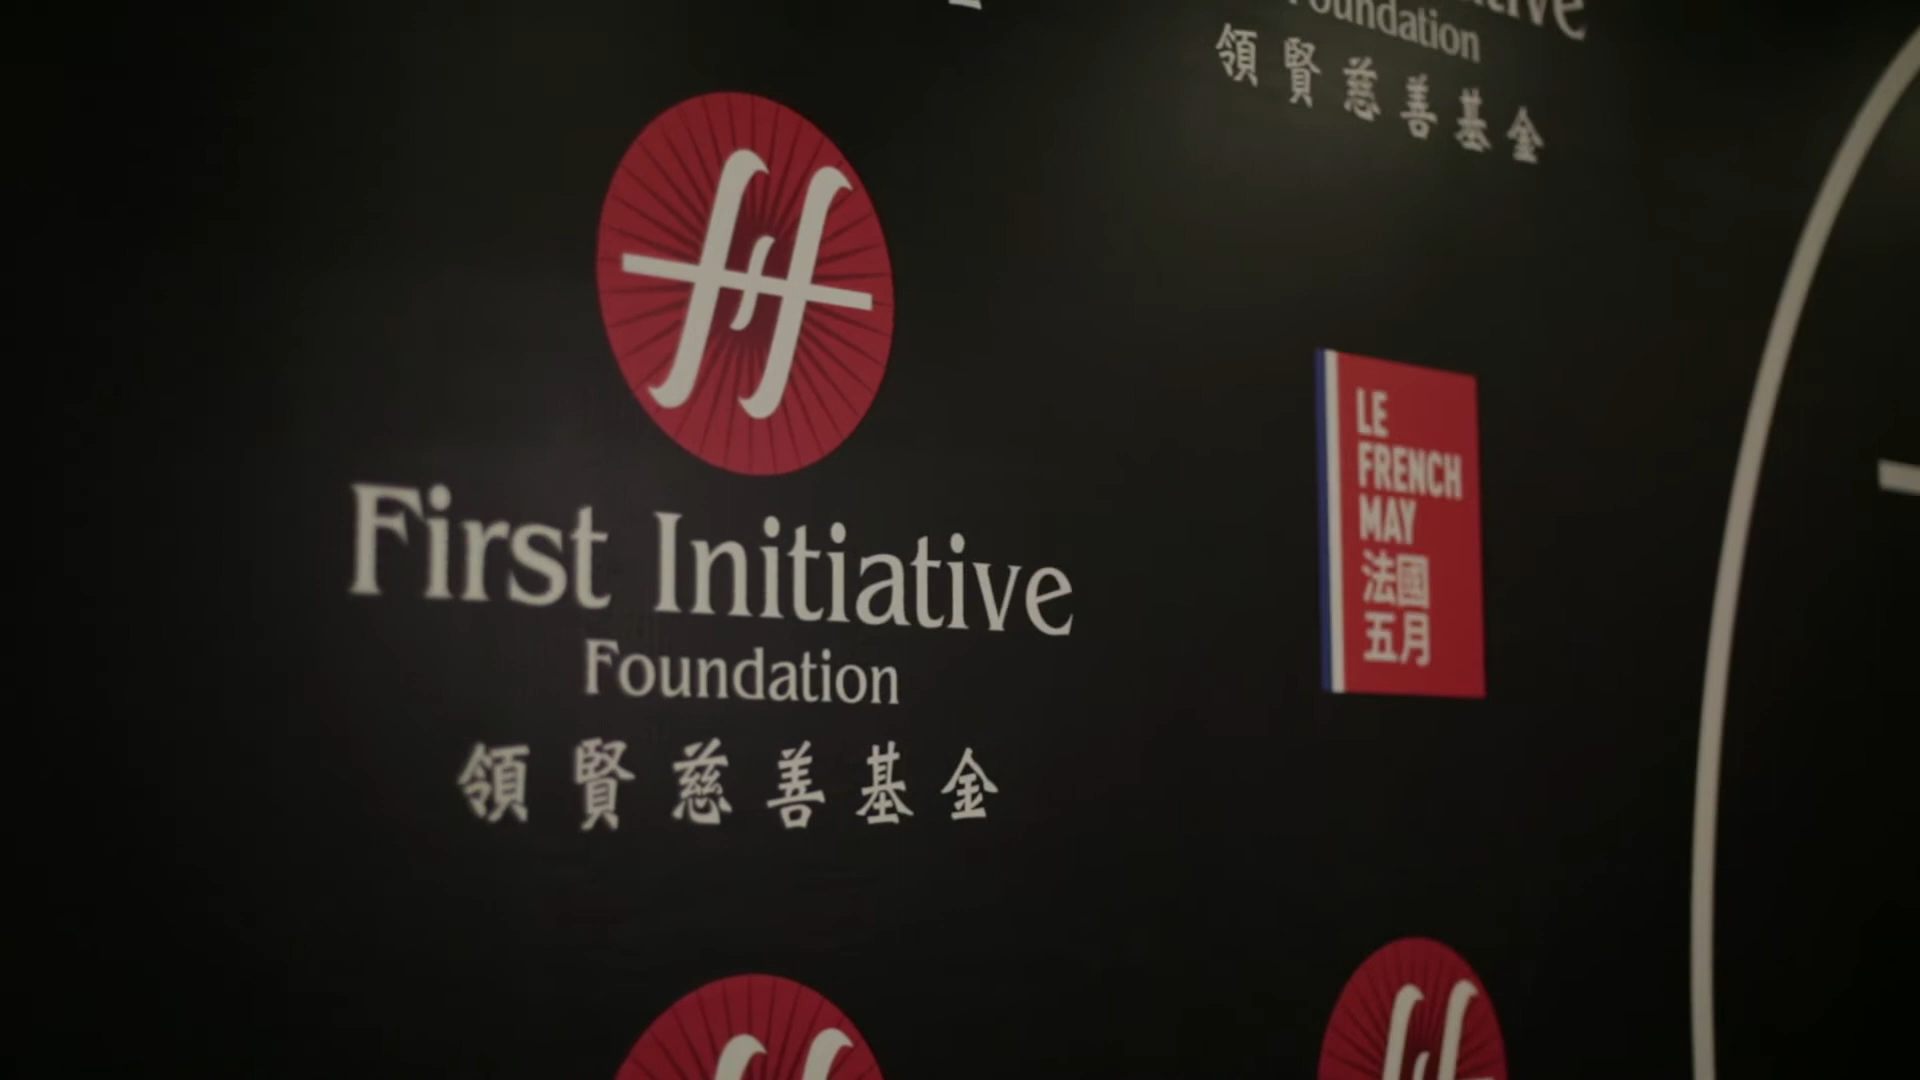 Foundation
領賢慈善基金
First Initiative
Foundation
領賢慈善基金
LE
FRENCH
MAY
法國
五月